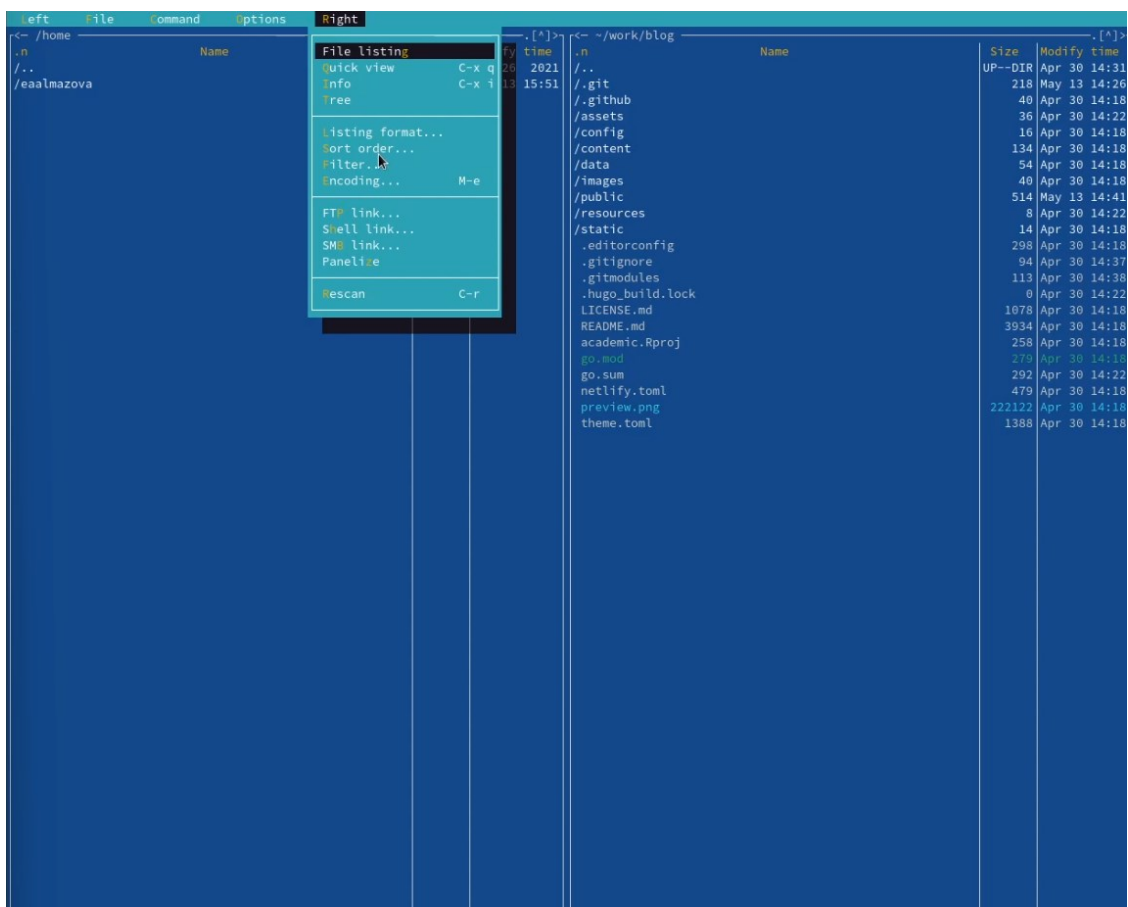 Left File Command Options Right
<─ /home ─.[^]>
.n Name fy time
/.. 26 2021
/eaalmazova 13 15:51
File listing
Quick view C-x q
Info C-x i
Tree
Listing format...
Sort order...
Filter...
Encoding... M-e
FTP link...
Shell link...
SMB link...
Panelize
Rescan C-r
<─ ~/work/blog ─.[^]>
.n Name Size Modify time
/.. UP--DIR Apr 30 14:31
/.git 218 May 13 14:26
/.github 40 Apr 30 14:18
/assets 36 Apr 30 14:22
/config 16 Apr 30 14:18
/content 134 Apr 30 14:18
/data 54 Apr 30 14:18
/images 40 Apr 30 14:18
/public 514 May 13 14:41
/resources 8 Apr 30 14:22
/static 14 Apr 30 14:18
.editorconfig 298 Apr 30 14:18
.gitignore 94 Apr 30 14:37
.gitmodules 113 Apr 30 14:38
.hugo_build.lock 0 Apr 30 14:22
LICENSE.md 1078 Apr 30 14:18
README.md 3934 Apr 30 14:18
academic.Rproj 258 Apr 30 14:18
go.mod 279 Apr 30 14:18
go.sum 292 Apr 30 14:22
netlify.toml 479 Apr 30 14:18
preview.png 222122 Apr 30 14:18
theme.toml 1388 Apr 30 14:18